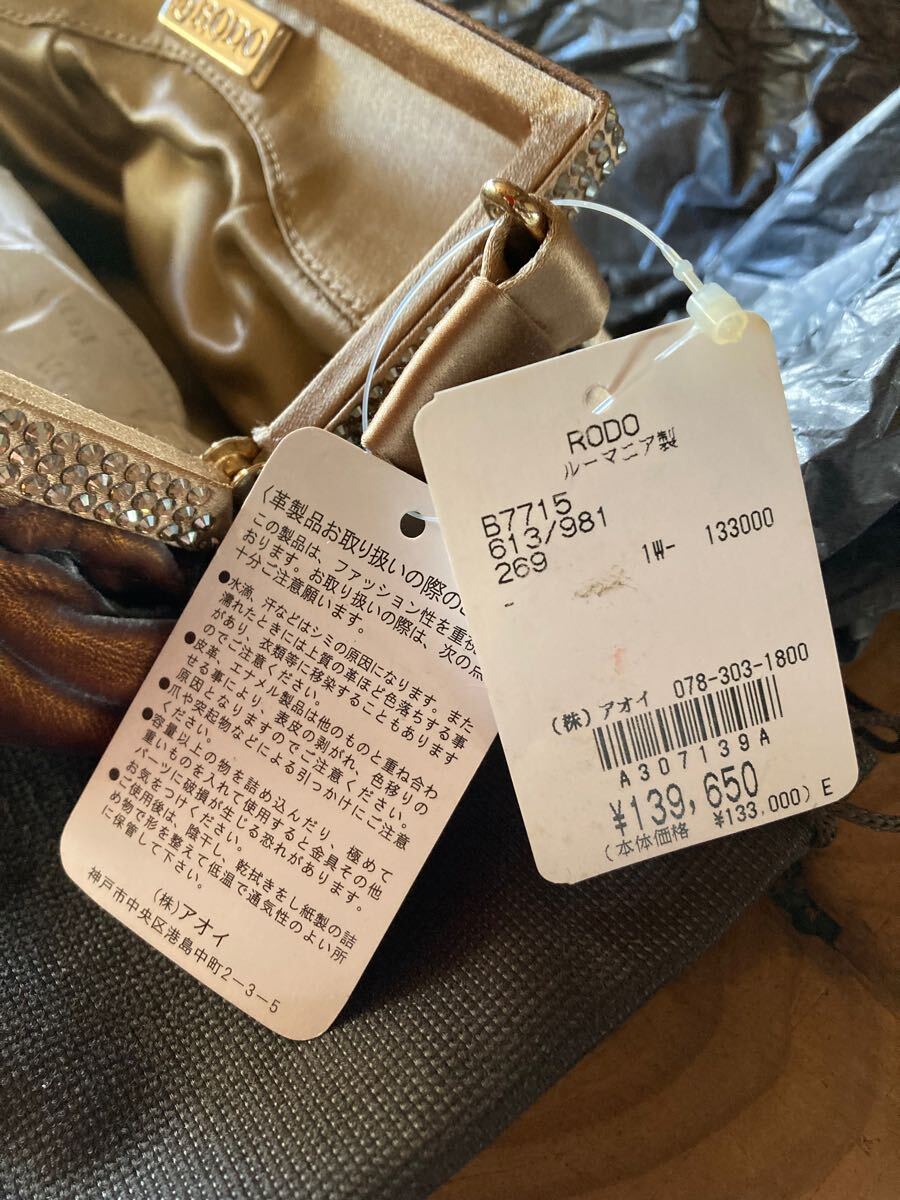 RODO
〈革製品お取り扱いの際の
この製品は、ファッション性を重視
おります。お取り扱いの際は、次の点
十分ご注意願います。
●水滴、汗などはシミの原因になります。また
濡れたときには上質の革ほど色落ちする事
があり、衣類等に移染することもあります
のでご注意ください。
●皮革、エナメル製品は他のものと重ね合わ
せる事により、表皮の剥がれ、色移りの
原因となりますのでご注意ください。
●爪や突起物などによる引っかけにご注意
ください。
●容量以上の物を詰め込んだり、極めて
重いものを入れて使用すると金具その他
パーツに破損が生じる恐れがあります。
お気をつけください。
●ご使用後は、陰干し、乾拭きをし紙製の詰
め物で形を整えて低温で通気性のよい所
に保管して下さい。
(株)アオイ
神戸市中央区港島中町2-3-5
RODO
ルーマニア製
B7715
613/981
269 1W- 133000
-
(株)アオイ 078-303-1800
A307139A
¥139,650
(本体価格 ¥133,000) E